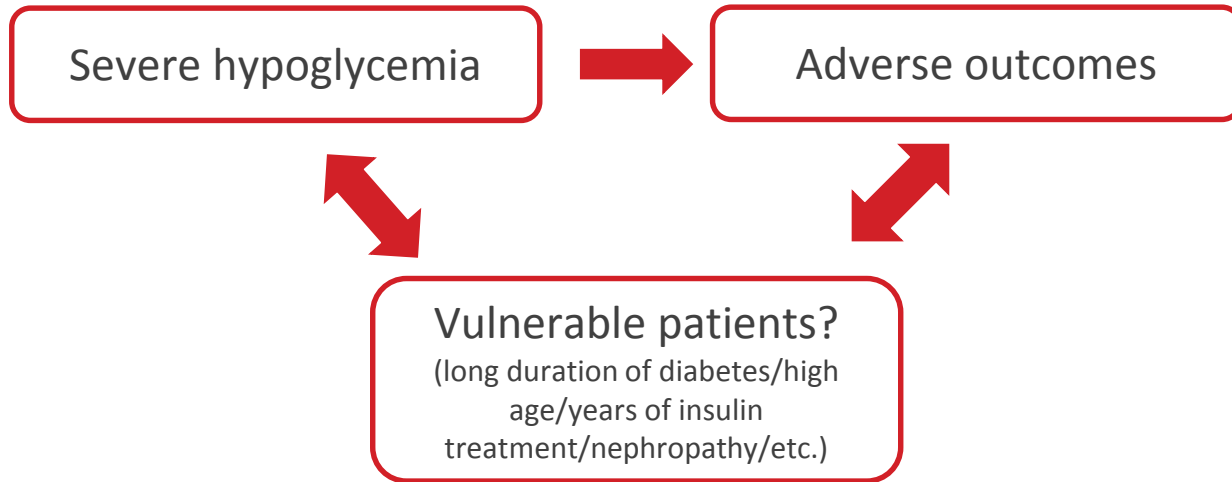 Severe hypoglycemia
Adverse outcomes
Vulnerable patients?
(long duration of diabetes/high
age/years of insulin
treatment/nephropathy/etc.)